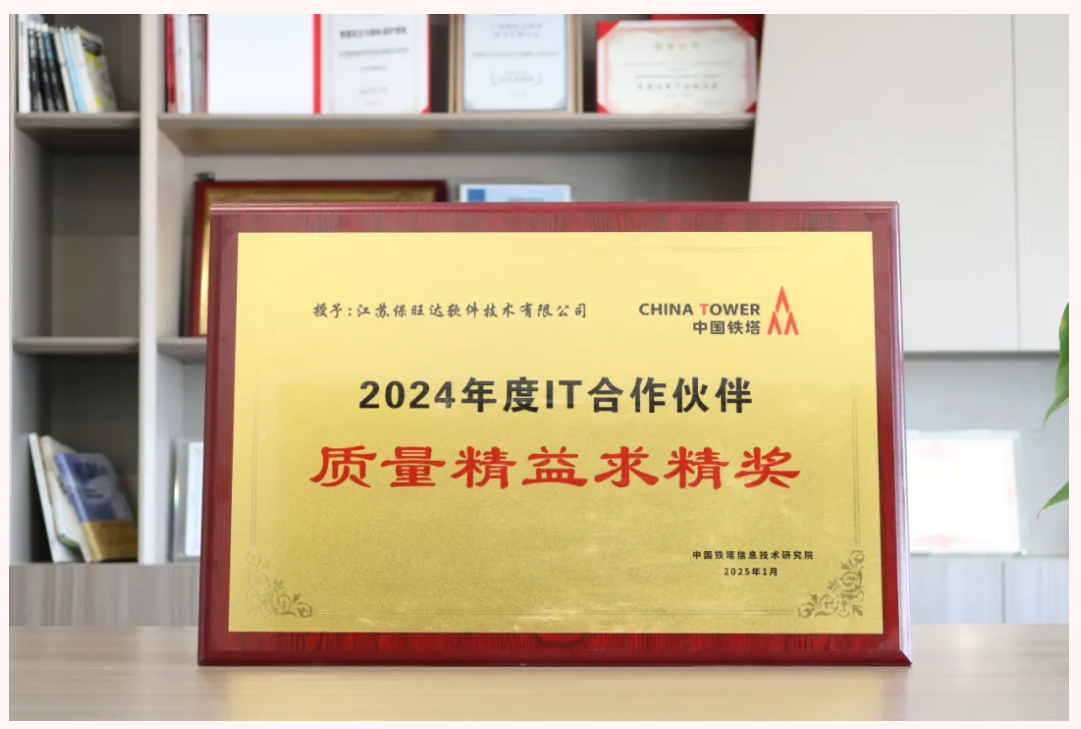 授予:江苏保旺达软件技术有限公司
CHINA TOWER
中国铁塔
2024年度IT合作伙伴
质量精益求精奖
中国铁塔信息技术研究院
2025年1月